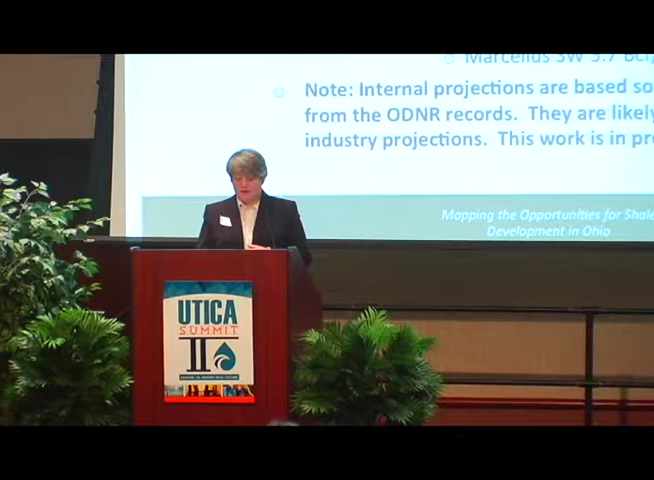 Marcellus SW 3.7 Bcf/
Note: Internal projections are based so
from the ODNR records. They are likely
industry projections. This work is in pr
Mapping the Opportunities for Shale
Development in Ohio
UTICA
SUMMIT
II